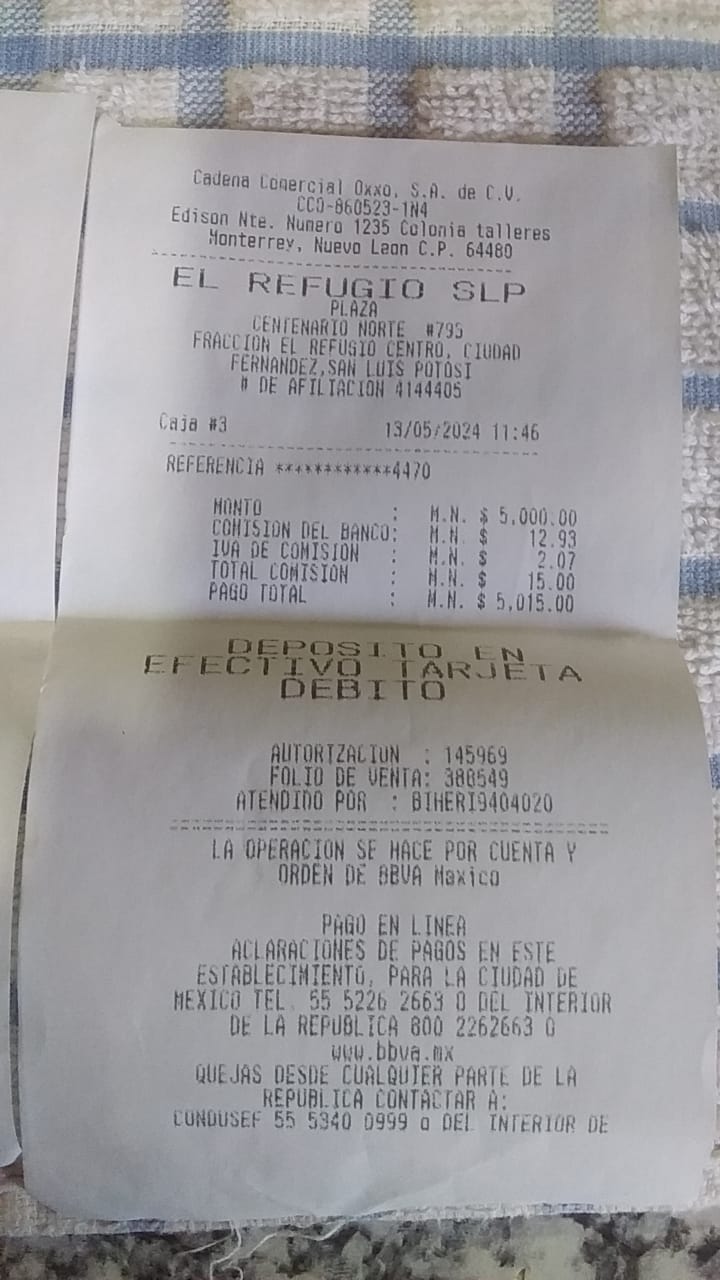 Cadena Comercial Oxxo, S.A. de C.V.
CCO-860523-1N4
Edison Nte. Numero 1235 Colonia talleres
Monterrey, Nuevo Leon C.P. 64480
EL REFUGIO SLP
PLAZA
CENTENARIO NORTE #795
FRACCION EL REFUGIO CENTRO, CIUDAD
FERNANDEZ,SAN LUIS POTOSI
# DE AFILIACION 4144405
Caja #3 13/05/2024 11:46
REFERENCIA ************4470
MONTO : M.N. $ 5,000.00
COMISION DEL BANCO: M.N. $ 12.93
IVA DE COMISION : M.N. $ 2.07
TOTAL COMISION : M.N. $ 15.00
PAGO TOTAL : M.N. $ 5,015.00
DEPOSITO EN
EFECTIVO TARJETA
DEBITO
AUTORIZACION : 145969
FOLIO DE VENTA: 388549
ATENDIDO POR : BIHERI9404020
LA OPERACION SE HACE POR CUENTA Y
ORDEN DE BBVA Mexico
PAGO EN LINEA
ACLARACIONES DE PAGOS EN ESTE
ESTABLECIMIENTO, PARA LA CIUDAD DE
MEXICO TEL. 55 5226 2663 O DEL INTERIOR
DE LA REPUBLICA 800 2262663 O
www.bbva.mx
QUEJAS DESDE CUALQUIER PARTE DE LA
REPUBLICA CONTACTAR A:
CONDUSEF 55 5340 0999 o DEL INTERIOR DE